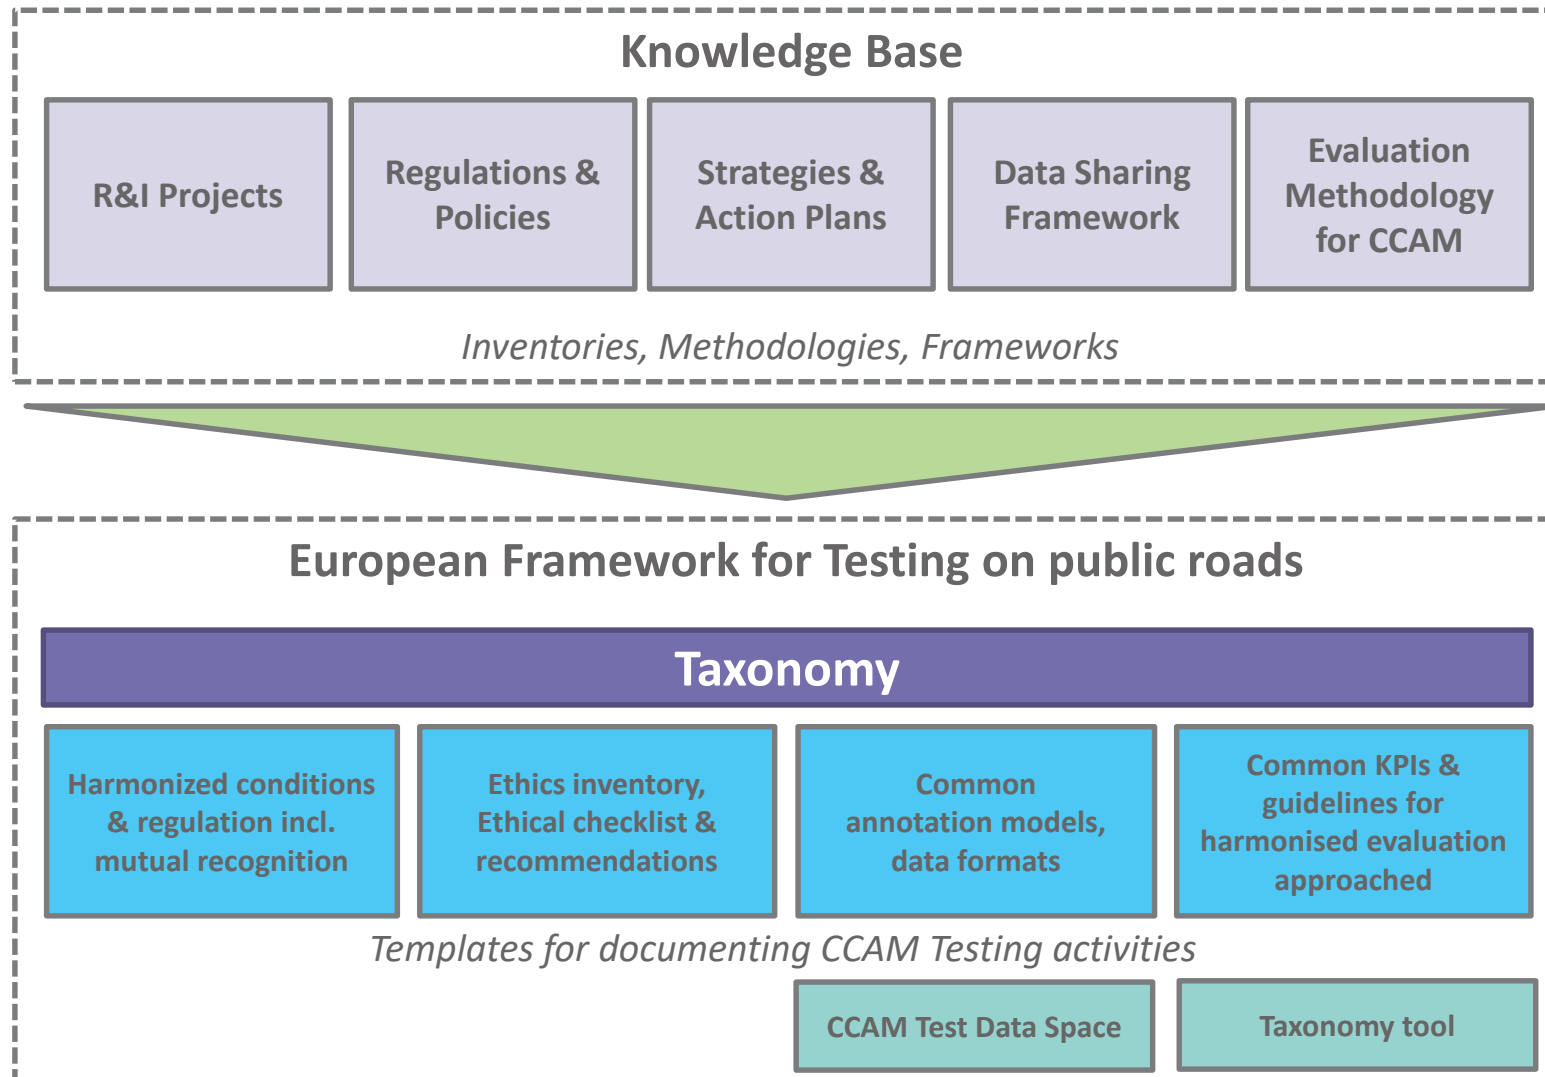 Knowledge Base
R&I Projects
Regulations &
Policies
Strategies &
Action Plans
Data Sharing
Framework
Evaluation
Methodology
for CCAM
Inventories, Methodologies, Frameworks
European Framework for Testing on public roads
Taxonomy
Harmonized conditions
& regulation incl.
mutual recognition
Ethics inventory,
Ethical checklist &
recommendations
Common
annotation models,
data formats
Common KPIs &
guidelines for
harmonised evaluation
approached
Templates for documenting CCAM Testing activities
CCAM Test Data Space
Taxonomy tool